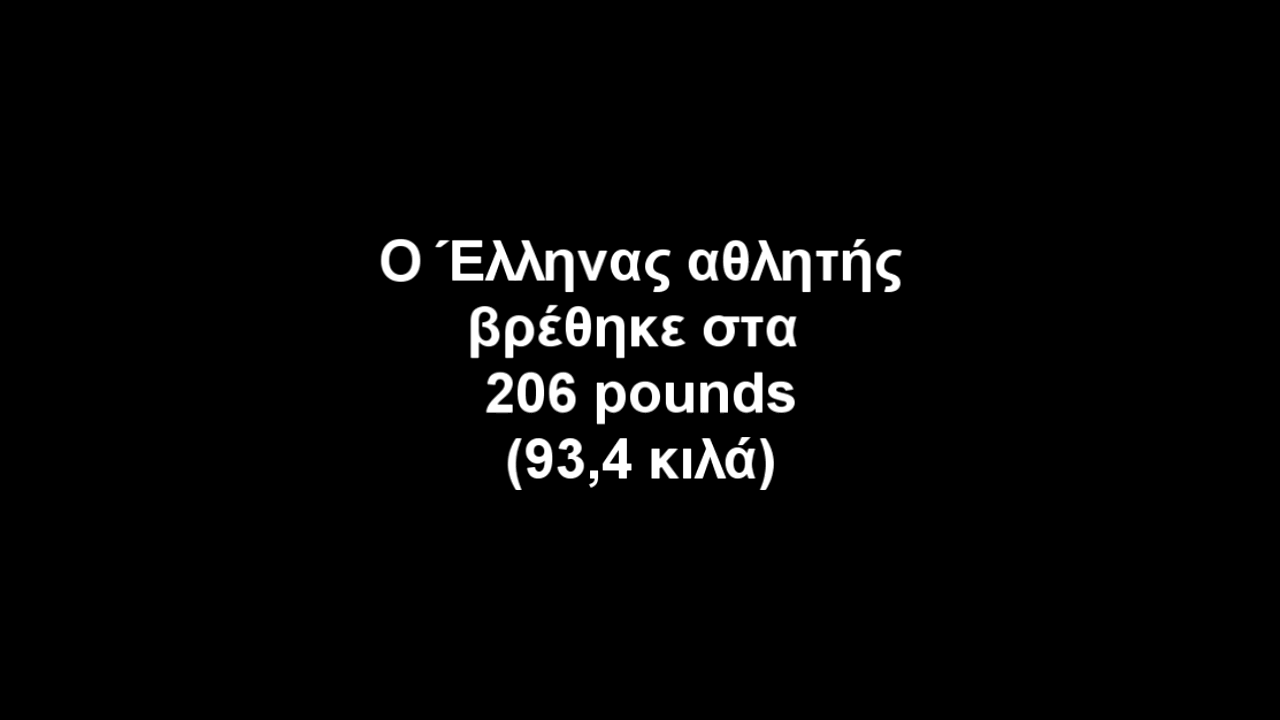 Ο Έλληνας αθλητής
βρέθηκε στα
206 pounds
(93,4 κιλά)